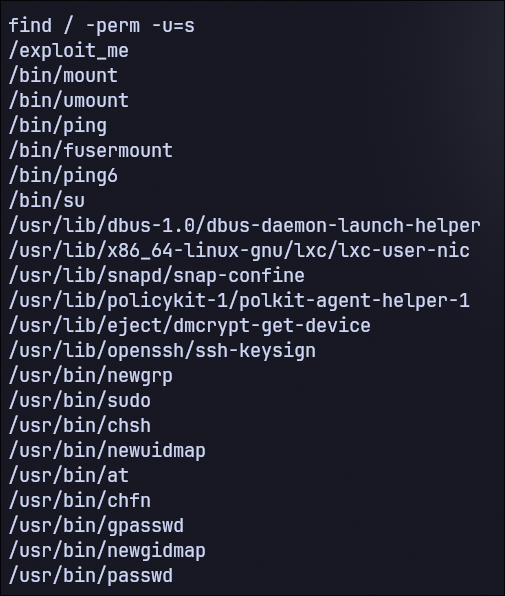 find / -perm -u=s
/exploit_me
/bin/mount
/bin/umount
/bin/ping
/bin/fusermount
/bin/ping6
/bin/su
/usr/lib/dbus-1.0/dbus-daemon-launch-helper
/usr/lib/x86_64-linux-gnu/lxc/lxc-user-nic
/usr/lib/snapd/snap-confine
/usr/lib/policykit-1/polkit-agent-helper-1
/usr/lib/eject/dmcrypt-get-device
/usr/lib/openssh/ssh-keysign
/usr/bin/newgrp
/usr/bin/sudo
/usr/bin/chsh
/usr/bin/newuidmap
/usr/bin/at
/usr/bin/chfn
/usr/bin/gpasswd
/usr/bin/newgidmap
/usr/bin/passwd